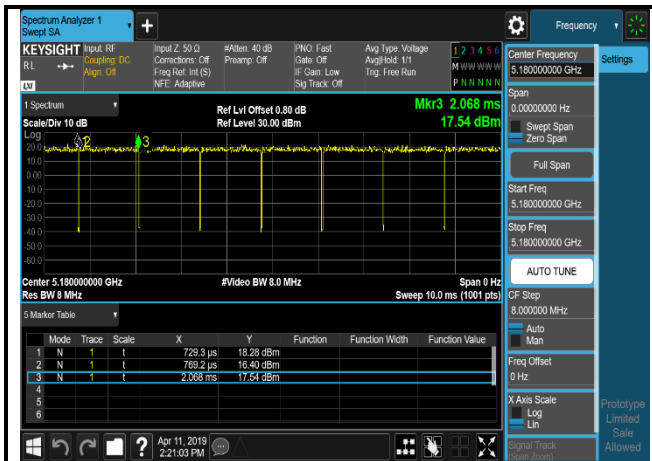 Spectrum Analyzer 1
Swept SA
+
Frequency
KEYSIGHT Input: RF Input Z: 50 Ω #Atten: 40 dB PNO: Fast Avg Type: Voltage 1 2 3 4 5 6
RL Coupling: DC Corrections: Off Preamp: Off Gate: Off Avg|Hold: 1/1 M W W W W W
Align: Off Freq Ref: Int (S) IF Gain: Low Trig: Free Run
LXI NFE: Adaptive Sig Track: Off P N N N N N
1 Spectrum
Scale/Div 10 dB
Ref Lvl Offset 0.80 dB
Ref Level 30.00 dBm
Mkr3 2.068 ms
17.54 dBm
Log
20.0
10.0
0.00
-10.0
-20.0
-30.0
-40.0
-50.0
-60.0
2
3
Center 5.180000000 GHz #Video BW 8.0 MHz Span 0 Hz
Res BW 8 MHz Sweep 10.0 ms (1001 pts)
5 Marker Table
Mode Trace Scale X Y Function Function Width Function Value
1 N 1 t 729.3 µs 18.28 dBm
2 N 1 t 769.2 µs 16.40 dBm
3 N 1 t 2.068 ms 17.54 dBm
4
5
6
? Apr 11, 2019
2:21:03 PM
Center Frequency
5.180000000 GHz
Settings
Span
0.00000000 Hz
Swept Span
Zero Span
Full Span
Start Freq
5.180000000 GHz
Stop Freq
5.180000000 GHz
AUTO TUNE
CF Step
8.000000 MHz
Auto
Man
Freq Offset
0 Hz
X Axis Scale
Log
Lin
Signal Track
(Span Zoom)
Prototype
Limited
Sale
Allowed